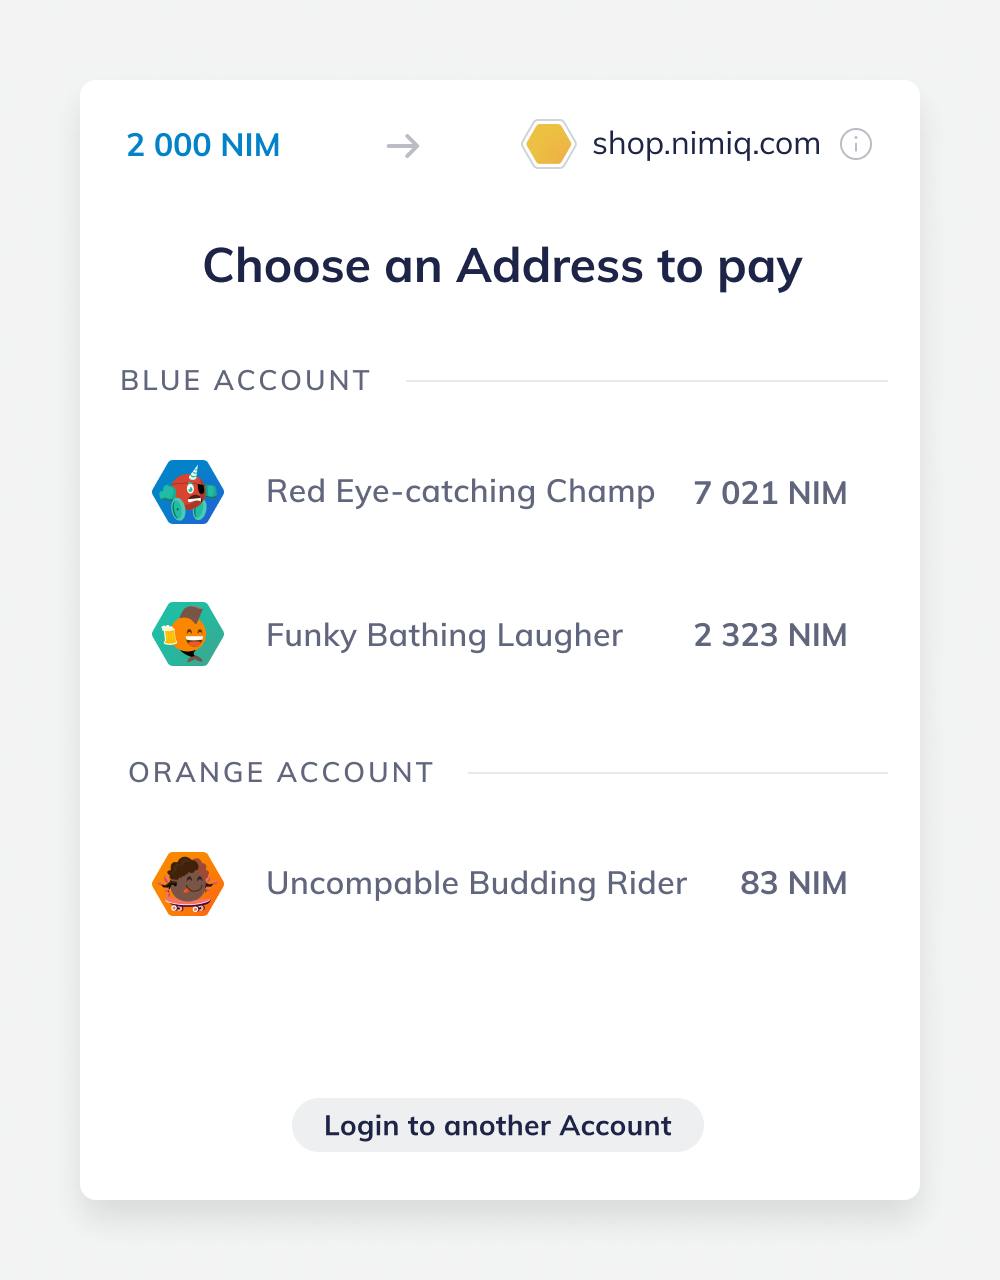 2 000 NIM → shop.nimiq.com
Choose an Address to pay
BLUE ACCOUNT
Red Eye-catching Champ 7 021 NIM
Funky Bathing Laugher 2 323 NIM
ORANGE ACCOUNT
Uncompable Budding Rider 83 NIM
Login to another Account